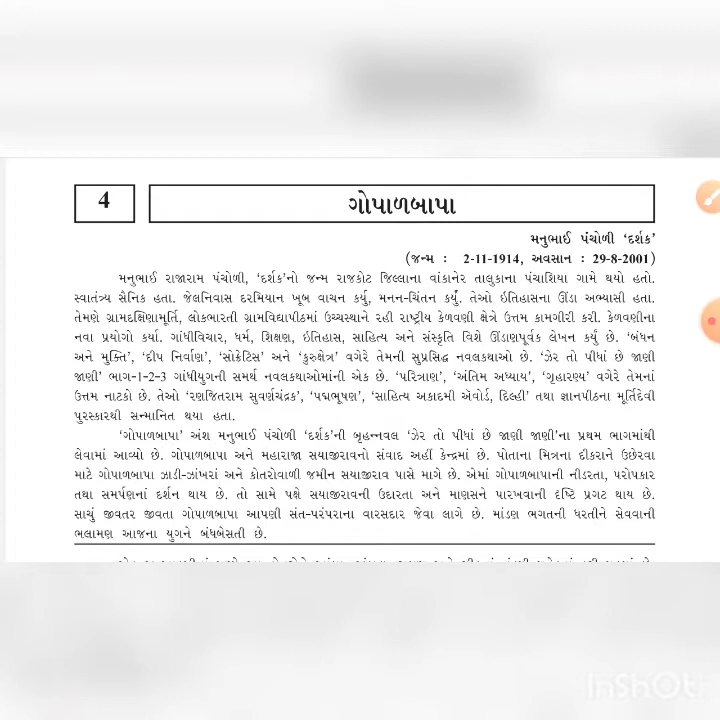 4
ગોપાળબાપા
મનુભાઈ પંચોળી ‘દર્શક’
(જન્મ : 2-11-1914, અવસાન : 29-8-2001)
મનુભાઈ રાજારામ પંચોળી, ‘દર્શક’નો જન્મ રાજકોટ જિલ્લાના વાંકાનેર તાલુકાના પંચાશિયા ગામે થયો હતો.
સ્વાતંત્ર્ય સૈનિક હતા. જેલનિવાસ દરમિયાન ખૂબ વાચન કર્યું, મનન-ચિંતન કર્યું. તેઓ ઇતિહાસના ઊંડા અભ્યાસી હતા.
તેમણે ગ્રામદક્ષિણામૂર્તિ, લોકભારતી ગ્રામવિદ્યાપીઠમાં ઉચ્ચસ્થાને રહી રાષ્ટ્રીય કેળવણી ક્ષેત્રે ઉત્તમ કામગીરી કરી. કેળવણીના
નવા પ્રયોગો કર્યા. ગાંધીવિચાર, ધર્મ, શિક્ષણ, ઇતિહાસ, સાહિત્ય અને સંસ્કૃતિ વિશે ઊંડાણપૂર્વક લેખન કર્યું છે. ‘બંધન
અને મુક્તિ’, ‘દીપ નિર્વાણ’, ‘સોક્રેટિસ’ અને ‘કુરુક્ષેત્ર’ વગેરે તેમની સુપ્રસિદ્ધ નવલકથાઓ છે. ‘ઝેર તો પીધાં છે જાણી
જાણી’ ભાગ-1-2-3 ગાંધીયુગની સમર્થ નવલકથાઓમાંની એક છે. ‘પરિત્રાણ’, ‘અંતિમ અધ્યાય’, ‘ગૃહારણ્ય’ વગેરે તેમનાં
ઉત્તમ નાટકો છે. તેઓ ‘રણજિતરામ સુવર્ણચંદ્રક’, ‘પદ્મભૂષણ’, ‘સાહિત્ય અકાદમી ઍવોર્ડ, દિલ્હી’ તથા જ્ઞાનપીઠના મૂર્તિદેવી
પુરસ્કારથી સન્માનિત થયા હતા.
‘ગોપાળબાપા’ અંશ મનુભાઈ પંચોળી ‘દર્શક’ની બૃહન્નવલ ‘ઝેર તો પીધાં છે જાણી જાણી’ના પ્રથમ ભાગમાંથી
લેવામાં આવ્યો છે. ગોપાળબાપા અને મહારાજા સયાજીરાવનો સંવાદ અહીં કેન્દ્રમાં છે. પોતાના મિત્રના દીકરાને ઉછેરવા
માટે ગોપાળબાપા ઝાડી-ઝાંખરાં અને કોતરોવાળી જમીન સયાજીરાવ પાસે માગે છે. એમાં ગોપાળબાપાની નીડરતા, પરોપકાર
તથા સમર્પણનાં દર્શન થાય છે. તો સામે પક્ષે સયાજીરાવની ઉદારતા અને માણસને પારખવાની દૃષ્ટિ પ્રગટ થાય છે.
સાચું જીવતર જીવતા ગોપાળબાપા આપણી સંત-પરંપરાના વારસદાર જેવા લાગે છે. માંડણ ભગતની ધરતીને સેવવાની
ભલામણ આજના યુગને બંધબેસતી છે.
InShOt